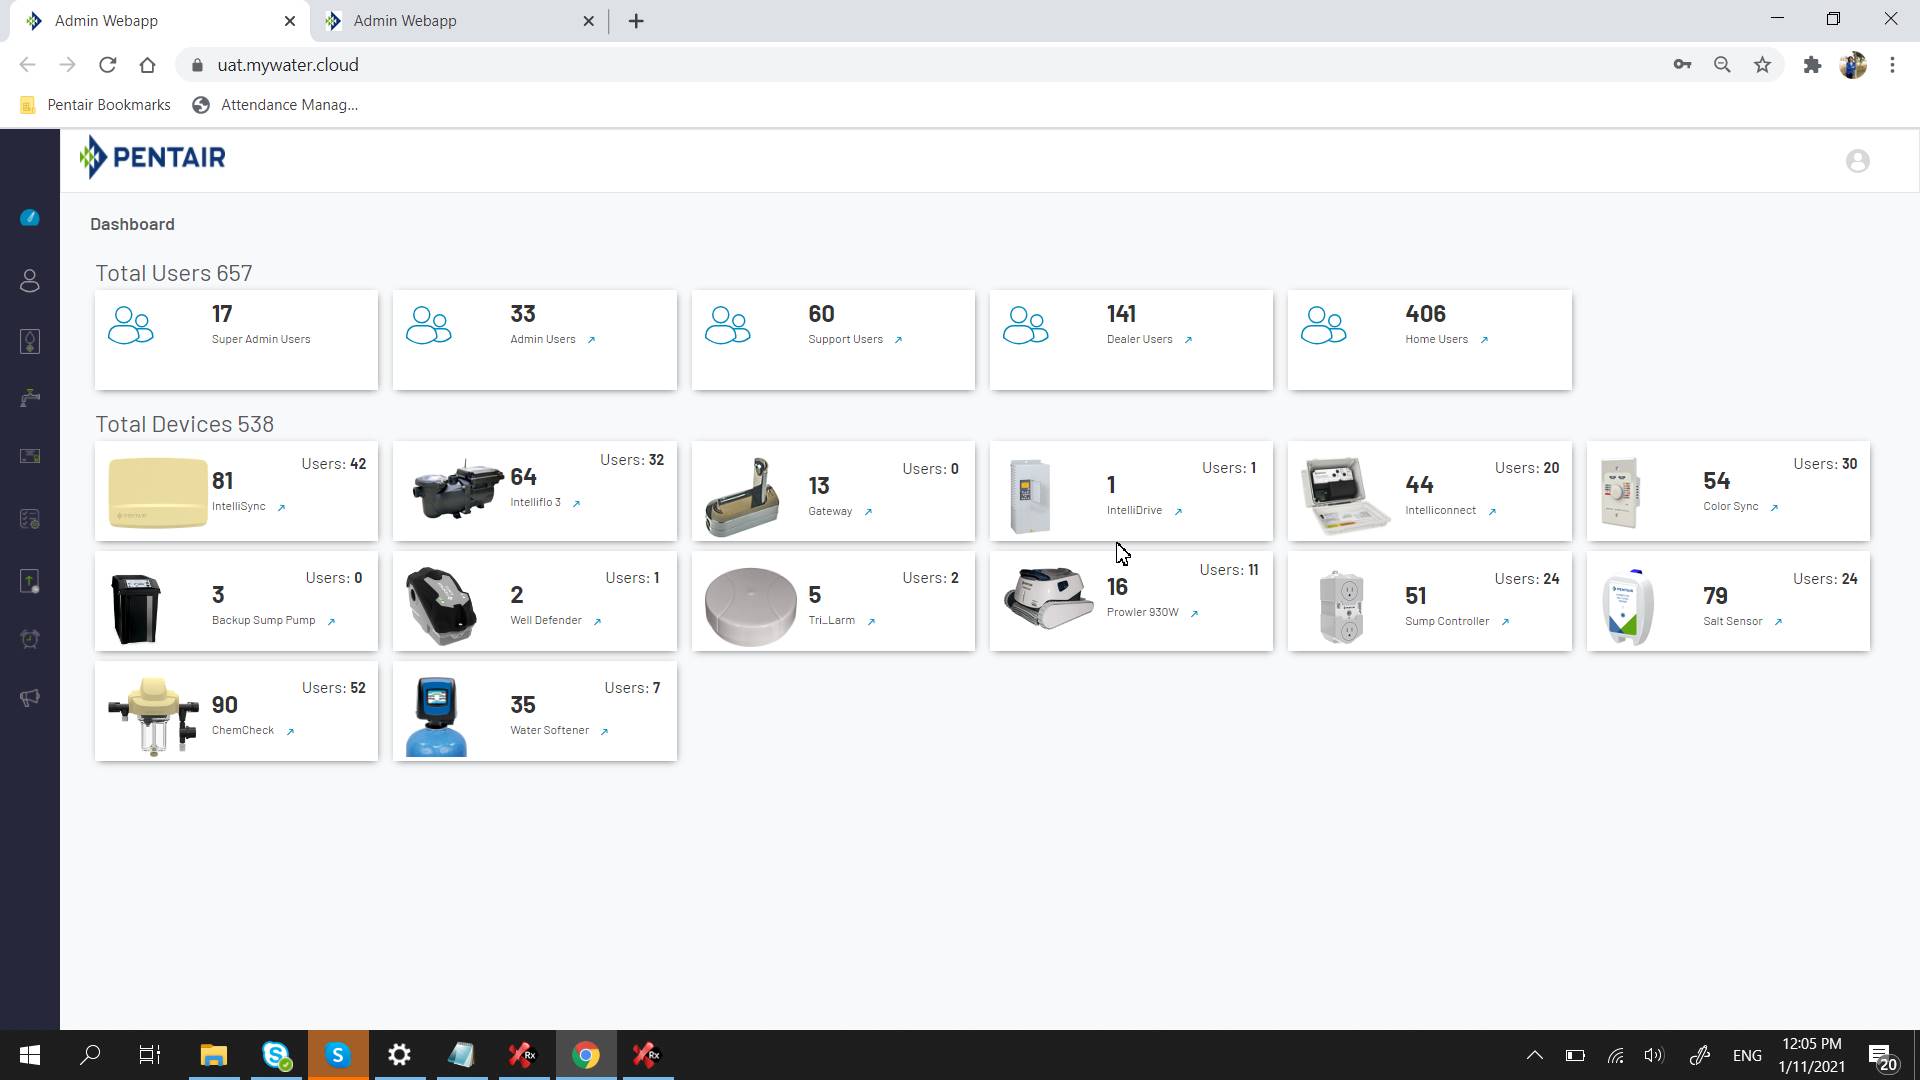 Admin Webapp
Admin Webapp
uat.mywater.cloud
Pentair Bookmarks
Attendance Manag...
PENTAIR
Dashboard
Total Users 657
17
Super Admin Users
33
Admin Users
60
Support Users
141
Dealer Users
406
Home Users
Total Devices 538
Users: 42
81
IntelliSync
Users: 32
64
Intelliflo 3
Users: 0
13
Gateway
Users: 1
1
IntelliDrive
Users: 20
44
Intelliconnect
Users: 30
54
Color Sync
Users: 0
3
Backup Sump Pump
Users: 1
2
Well Defender
Users: 2
5
Tri_Larm
Users: 11
16
Prowler 930W
Users: 24
51
Sump Controller
Users: 24
79
Salt Sensor
Users: 52
90
ChemCheck
Users: 7
35
Water Softener
ENG
12:05 PM
1/11/2021
20